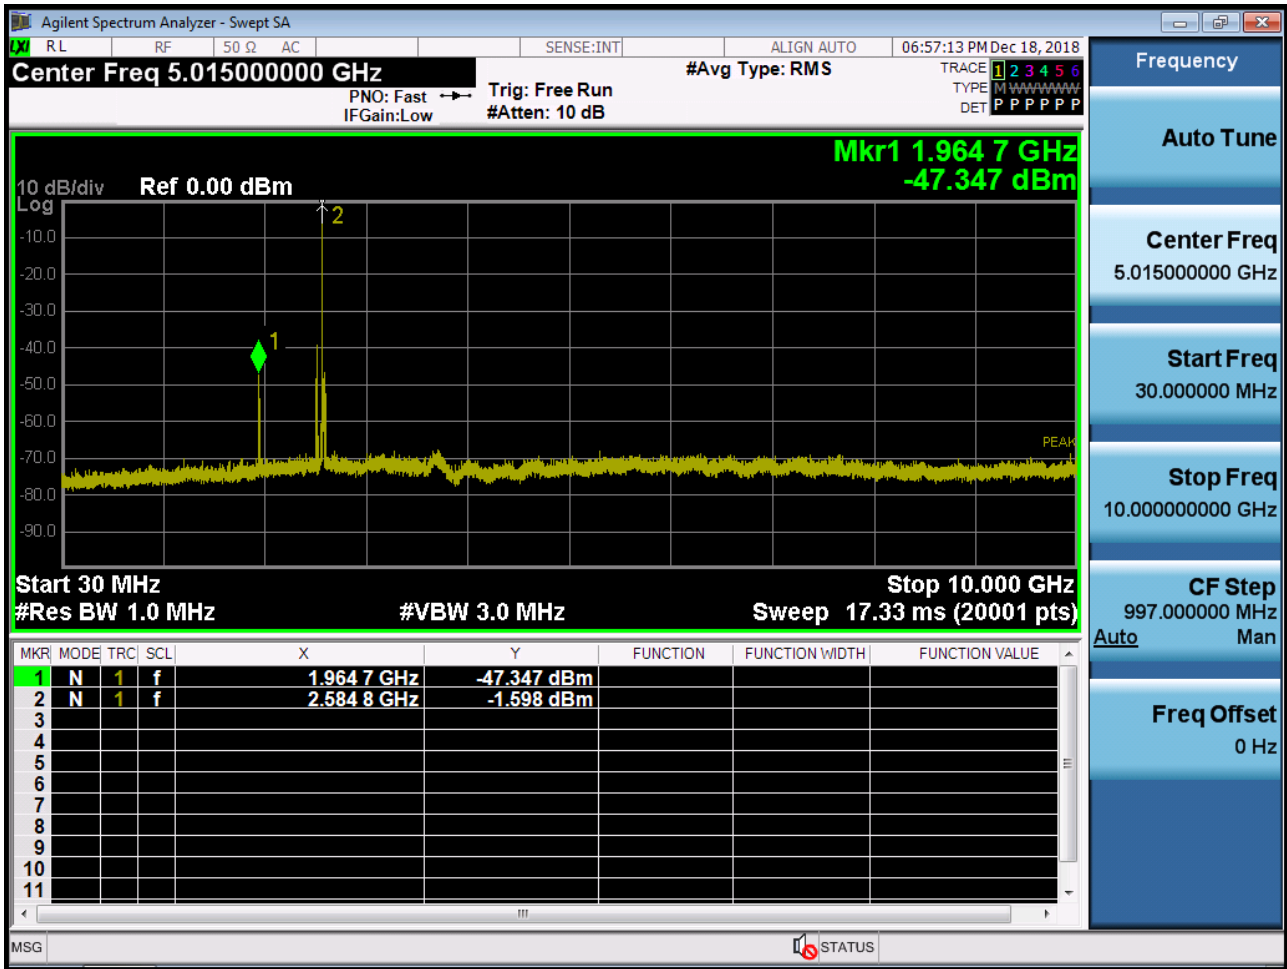 Agilent Spectrum Analyzer - Swept SA
LXI RL RF 50 Ω AC SENSE:INT ALIGN AUTO 06:57:13 PM Dec 18, 2018
Center Freq 5.015000000 GHz
PNO: Fast
IFGain:Low
Trig: Free Run
#Atten: 10 dB
#Avg Type: RMS
TRACE 1 2 3 4 5 6
TYPE M WWWWW
DET P P P P P P
Mkr1 1.964 7 GHz
-47.347 dBm
10 dB/div Ref 0.00 dBm
Log
2
-10.0
-20.0
-30.0
1
-40.0
-50.0
-60.0
PEAK
-70.0
-80.0
-90.0
Start 30 MHz Stop 10.000 GHz
#Res BW 1.0 MHz #VBW 3.0 MHz Sweep 17.33 ms (20001 pts)
MKR MODE TRC SCL X Y FUNCTION FUNCTION WIDTH FUNCTION VALUE
1 N 1 f 1.964 7 GHz -47.347 dBm
2 N 1 f 2.584 8 GHz -1.598 dBm
3
4
5
6
7
8
9
10
11
MSG STATUS
Frequency
Auto Tune
Center Freq
5.015000000 GHz
Start Freq
30.000000 MHz
Stop Freq
10.000000000 GHz
CF Step
997.000000 MHz
Auto Man
Freq Offset
0 Hz